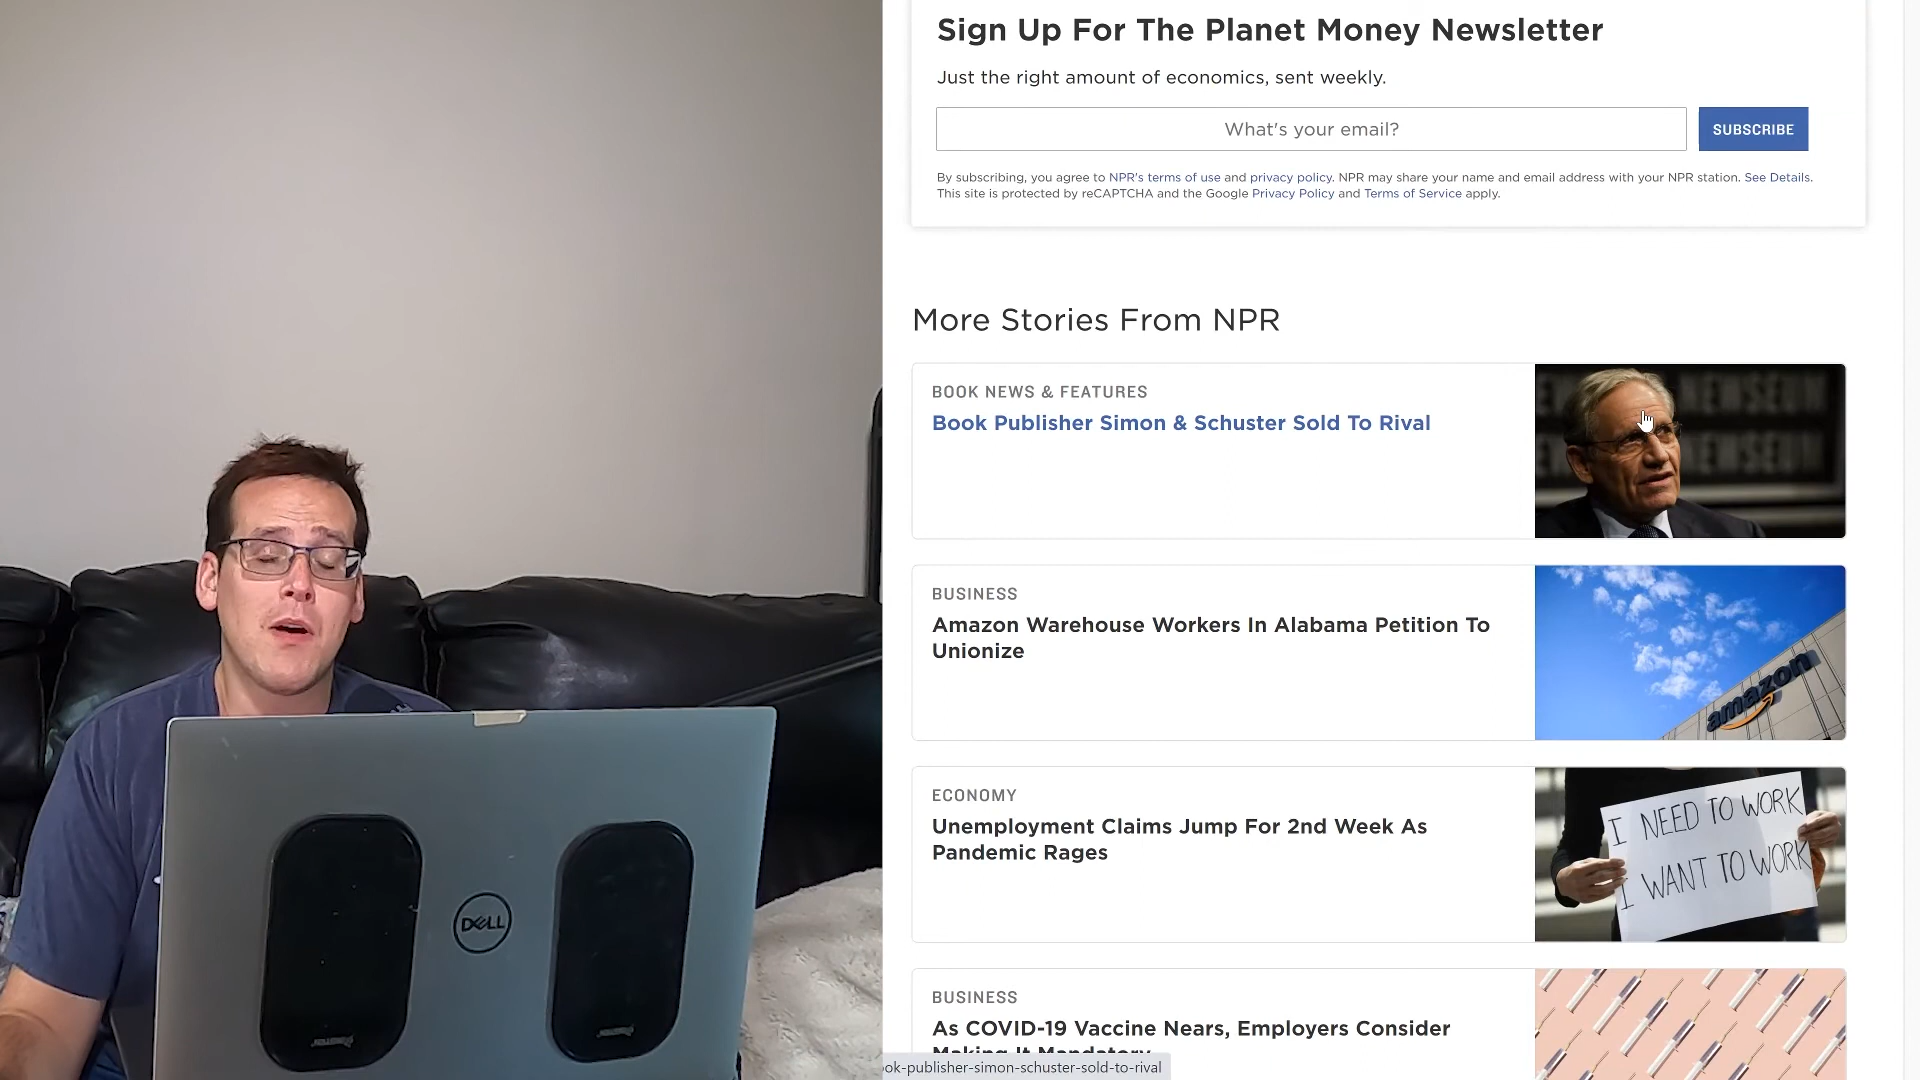 Sign Up For The Planet Money Newsletter
Just the right amount of economics, sent weekly.
What's your email?
SUBSCRIBE
By subscribing, you agree to NPR's terms of use and privacy policy. NPR may share your name and email address with your NPR station. See Details.
This site is protected by reCAPTCHA and the Google Privacy Policy and Terms of Service apply.
More Stories From NPR
BOOK NEWS & FEATURES
Book Publisher Simon & Schuster Sold To Rival
NEWSEUM
BUSINESS
Amazon Warehouse Workers In Alabama Petition To
Unionize
amazon
ECONOMY
Unemployment Claims Jump For 2nd Week As
Pandemic Rages
I NEED TO WORK
I WANT TO WORK
BUSINESS
As COVID-19 Vaccine Nears, Employers Consider
Making It Mandatory
ok-publisher-simon-schuster-sold-to-rival
DELL